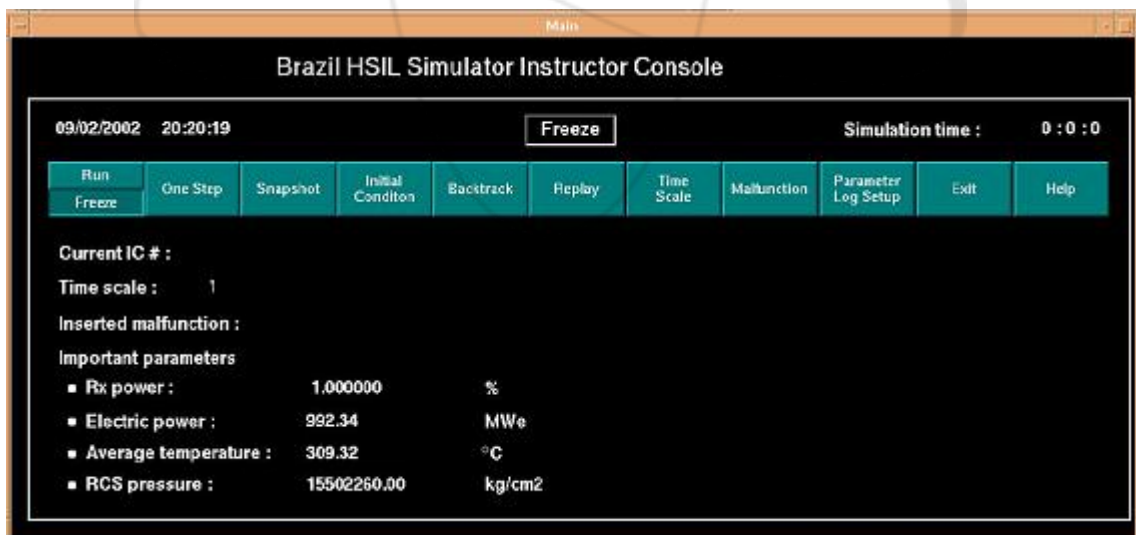 Main
Brazil HSIL Simulator Instructor Console
09/02/2002 20:20:19 Freeze Simulation time : 0 : 0 : 0
Run
Freeze
One Step
Snapshot
Initial
Conditon
Backtrack
Replay
Time
Scale
Malfunction
Parameter
Log Setup
Exit
Help
Current IC # :
Time scale : 1
Inserted malfunction :
Important parameters
▪ Rx power : 1.000000 %
▪ Electric power : 992.34 MWe
▪ Average temperature : 309.32 °C
▪ RCS pressure : 15502260.00 kg/cm2